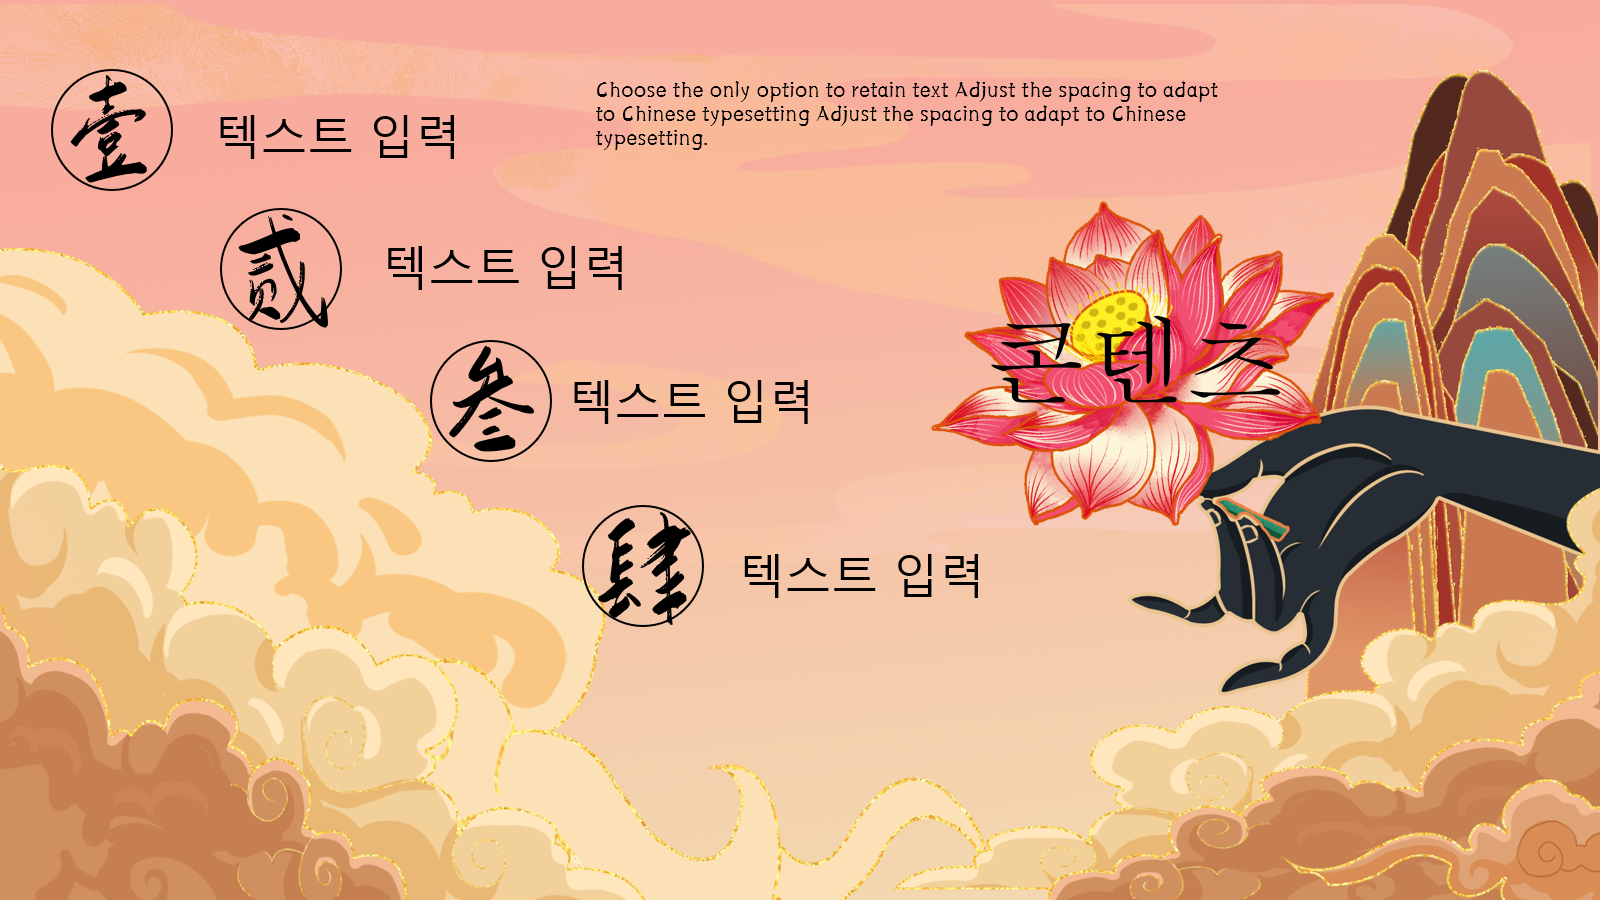 壹
텍스트 입력
Choose the only option to retain text Adjust the spacing to adapt
to Chinese typesetting Adjust the spacing to adapt to Chinese
typesetting.
贰
텍스트 입력
콘텐츠
叁
텍스트 입력
肆
텍스트 입력